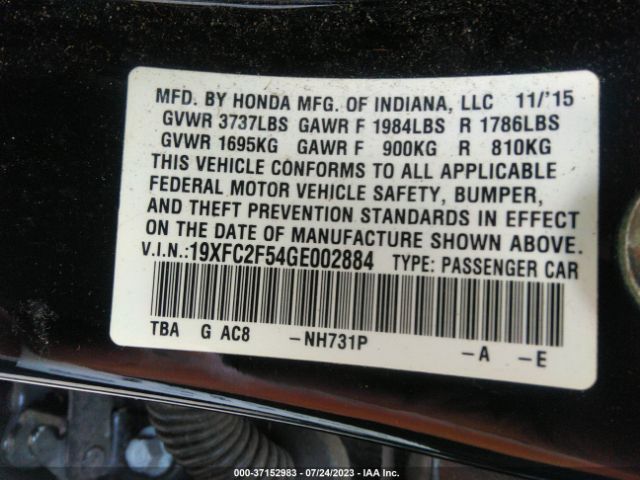 MFD. BY HONDA MFG. OF INDIANA, LLC 11/'15
GVWR 3737LBS GAWR F 1984LBS R 1786LBS
GVWR 1695KG GAWR F 900KG R 810KG
THIS VEHICLE CONFORMS TO ALL APPLICABLE
FEDERAL MOTOR VEHICLE SAFETY, BUMPER,
AND THEFT PREVENTION STANDARDS IN EFFECT
ON THE DATE OF MANUFACTURE SHOWN ABOVE.
V.I.N.:19XFC2F54GE002884 TYPE: PASSENGER CAR
TBA G AC8 -NH731P -A -E
000-37152983 - 07/24/2023 - IAA Inc.